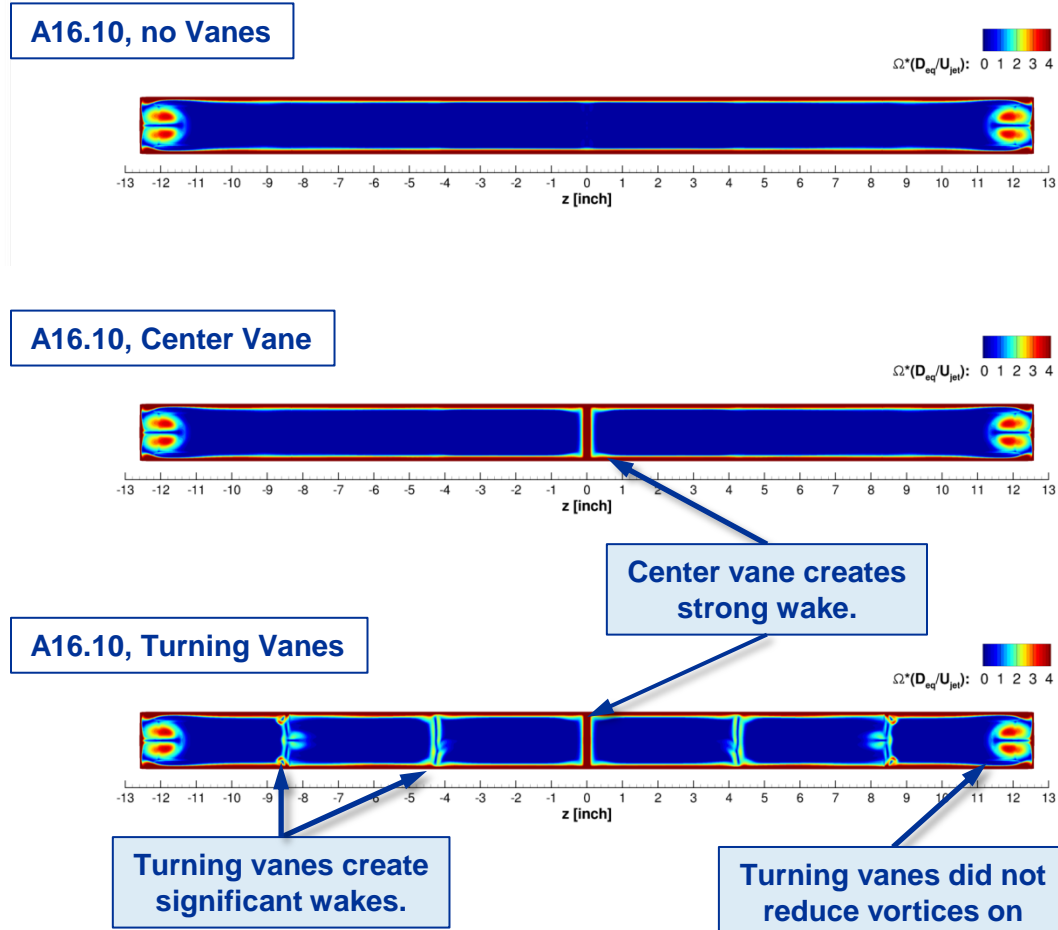 A16.10, no Vanes
Ω*(D_eq/U_jet): 0 1 2 3 4
-13 -12 -11 -10 -9 -8 -7 -6 -5 -4 -3 -2 -1 0 1 2 3 4 5 6 7 8 9 10 11 12 13
z [inch]
A16.10, Center Vane
Ω*(D_eq/U_jet): 0 1 2 3 4
-13 -12 -11 -10 -9 -8 -7 -6 -5 -4 -3 -2 -1 0 1 2 3 4 5 6 7 8 9 10 11 12 13
z [inch]
Center vane creates
strong wake.
A16.10, Turning Vanes
Ω*(D_eq/U_jet): 0 1 2 3 4
-13 -12 -11 -10 -9 -8 -7 -6 -5 -4 -3 -2 -1 0 1 2 3 4 5 6 7 8 9 10 11 12 13
z [inch]
Turning vanes create
significant wakes.
Turning vanes did not
reduce vortices on